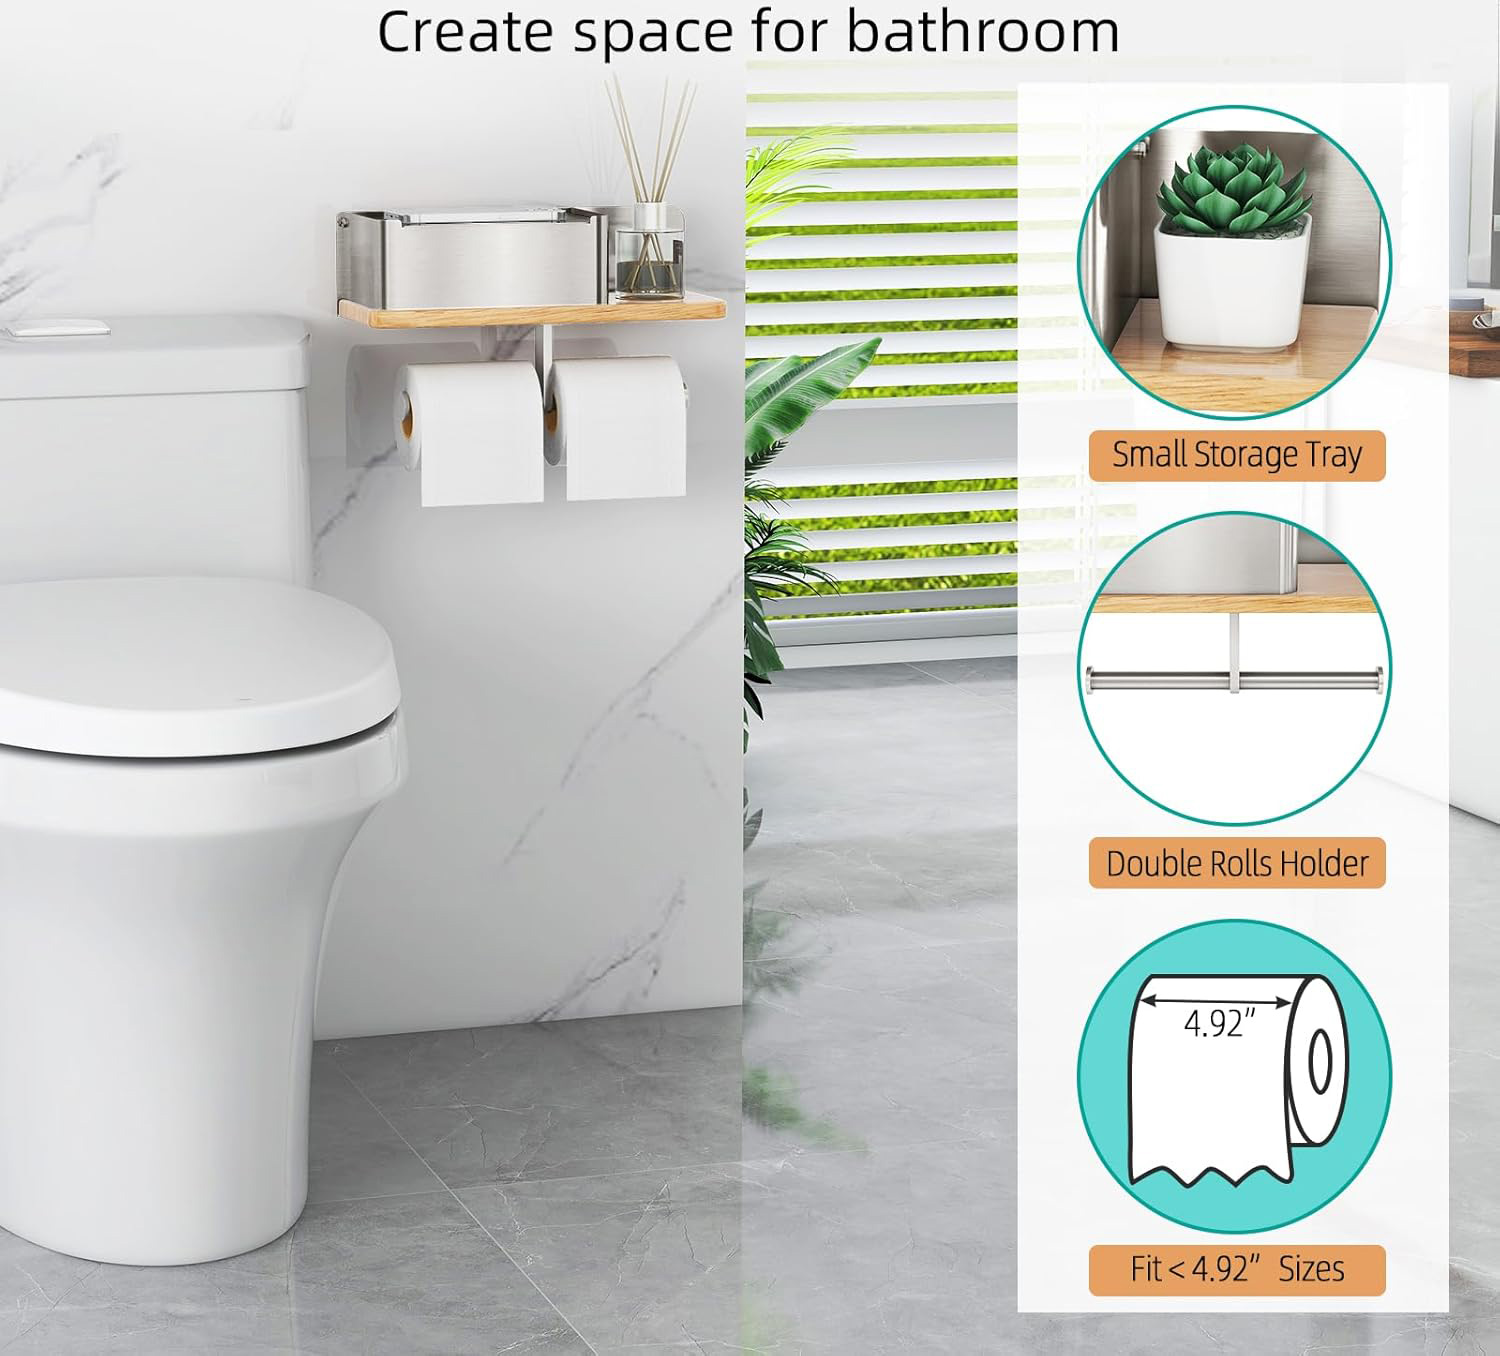 Create space for bathroom
Small Storage Tray
Double Rolls Holder
4.92"
Fit < 4.92" Sizes